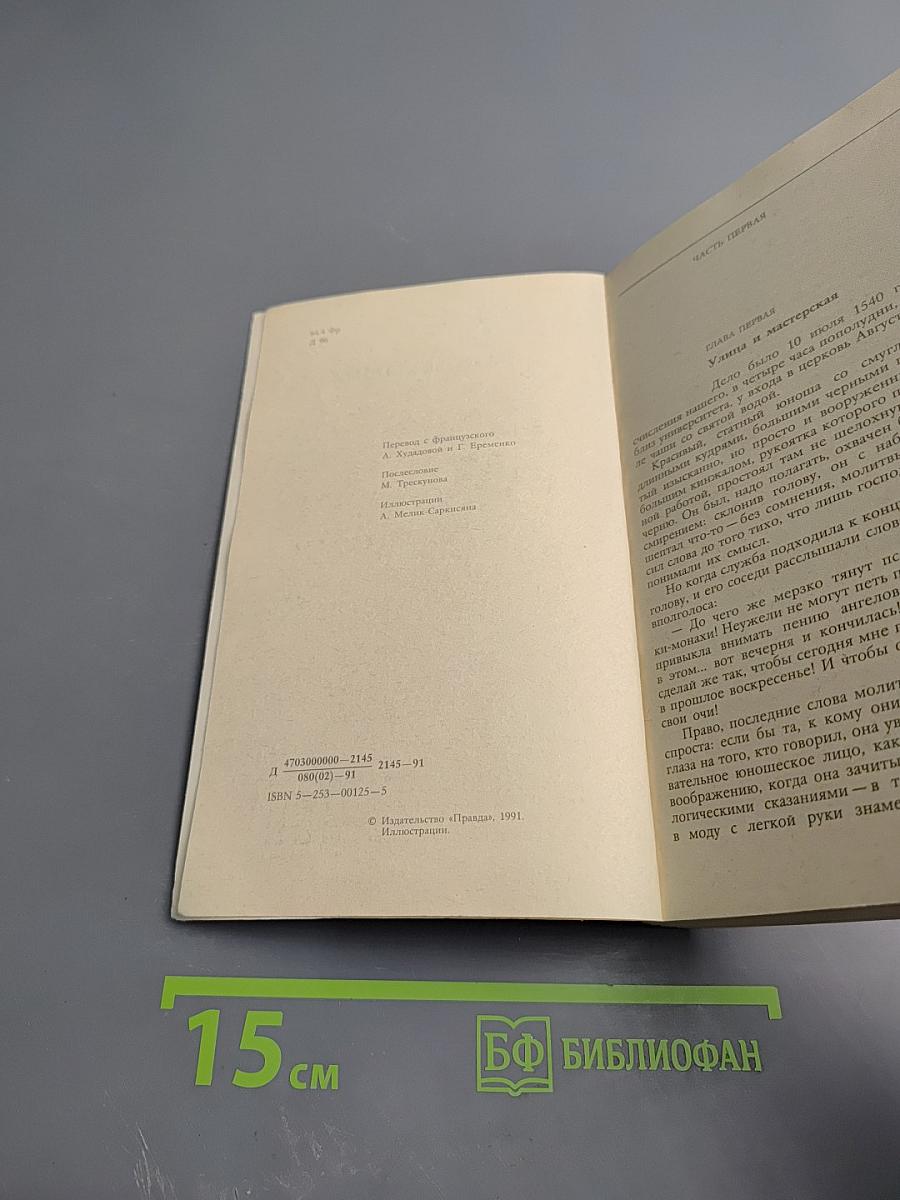 84.4 Фр
Д 96
Перевод с французского
А. Худадовой и Г. Еременко
Послесловие
М. Трескунова
Иллюстрации
А. Мелик-Саркисяна
Д 4703000000—2145 2145—91
080(02)—91
ISBN 5—253—00125—5
© Издательство «Правда», 1991.
Иллюстрации.
ЧАСТЬ ПЕРВАЯ
ГЛАВА ПЕРВАЯ
Улица и мастерская
Дело было 10 июля 1540 г
счисления нашего, в четыре часа пополудни,
близ университета, у входа в церковь Август
ле чаши со святой водой.
Красивый, статный юноша со смугл
длинными кудрями, большими черными г
тый изысканно, но просто и вооруженн
большим кинжалом, рукоятка которого п
ной работой, простоял там не шелохнут
черню. Он был, надо полагать, охвачен б
смирением: склонив голову, он с наб
шептал что-то—без сомнения, молитвы
сил слова до того тихо, что лишь господ
понимали их смысл.
Но когда служба подходила к конц
голову, и его соседи расслышали слов
вполголоса:
— До чего же мерзко тянут пс
ки-монахи! Неужели не могут петь п
привыкла внимать пению ангелов
в этом... вот вечерня и кончилась!
сделай же так, чтобы сегодня мне п
в прошлое воскресенье! И чтобы о
свои очи!
Право, последние слова молит
спроста: если бы та, к кому они
глаза на того, кто говорил, она ув
вательное юношеское лицо, как
воображению, когда она зачиты
логическими сказаниями—в т
в моду с легкой руки знаме
15 см
БФ БИБЛИОФАН